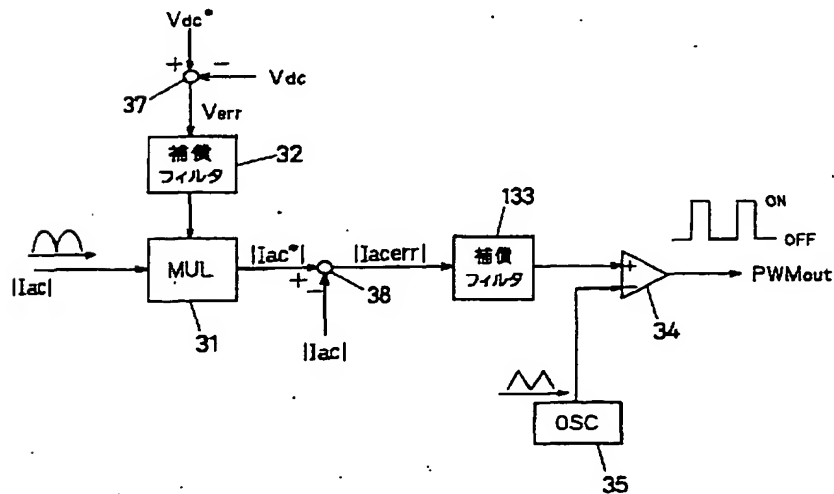 Vdc*
+
−
Vdc
37
Verr
補償
フィルタ
32
|Iac|
MUL
31
|Iac*|
+
−
38
|Iac|
|Iacerr|
133
補償
フィルタ
+
−
34
ON
OFF
PWMout
OSC
35